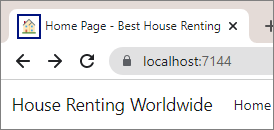 Home Page - Best House Renting
localhost:7144
House Renting Worldwide Home